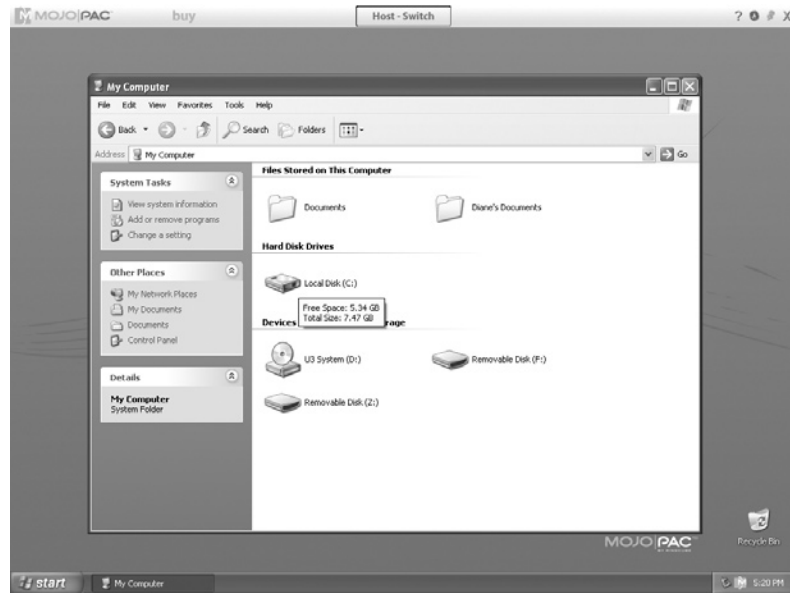 MOJO|PAC buy Host - Switch ? X
My Computer
File Edit View Favorites Tools Help
Back Search Folders
Address My Computer Go
System Tasks
View system information
Add or remove programs
Change a setting
Other Places
My Network Places
My Documents
Documents
Control Panel
Details
My Computer
System Folder
Files Stored on This Computer
Documents Diane's Documents
Hard Disk Drives
Local Disk (C:)
Free Space: 5.34 GB
Total Size: 7.47 GB
Devices rage
U3 System (D:) Removable Disk (F:)
Removable Disk (Z:)
MOJO|PAC
Recycle Bin
start My Computer 5:20 PM